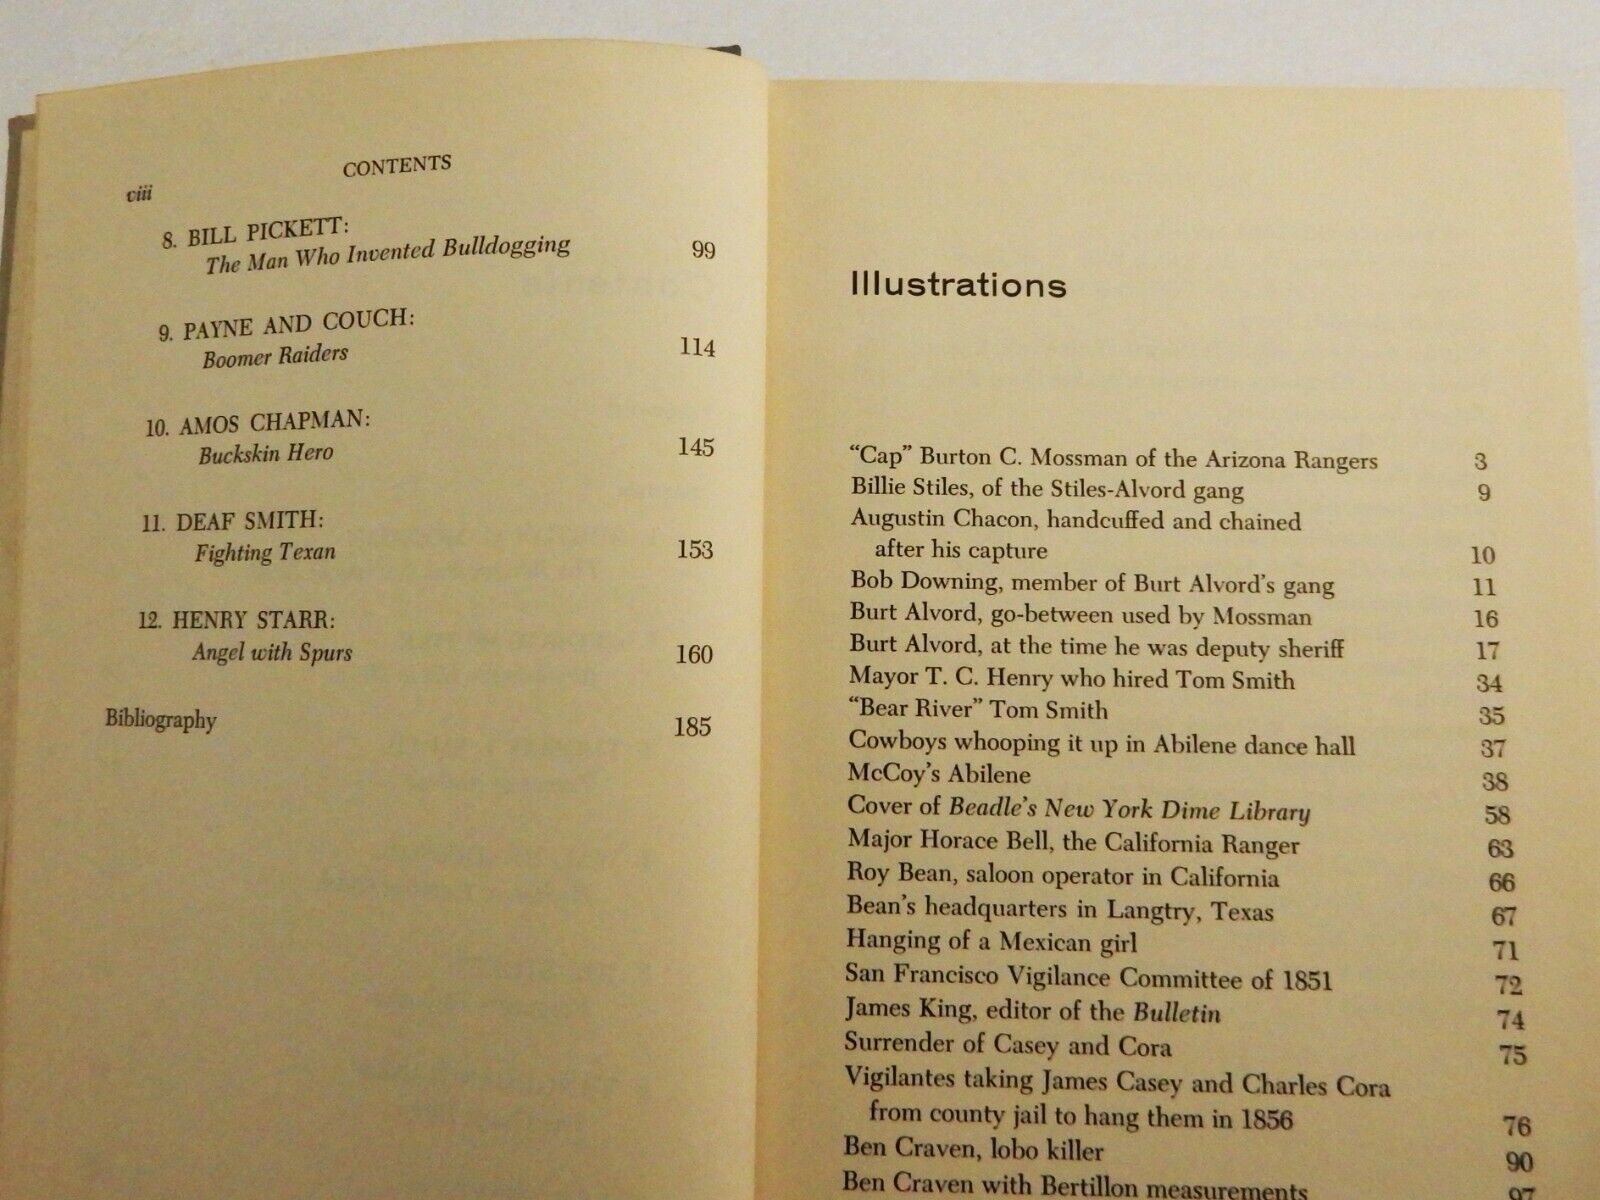 CONTENTS
viii
8. BILL PICKETT:
The Man Who Invented Bulldogging 99
9. PAYNE AND COUCH:
Boomer Raiders 114
10. AMOS CHAPMAN:
Buckskin Hero 145
11. DEAF SMITH:
Fighting Texan 153
12. HENRY STARR:
Angel with Spurs 160
Bibliography 185
Illustrations
“Cap” Burton C. Mossman of the Arizona Rangers 3
Billie Stiles, of the Stiles-Alvord gang 9
Augustin Chacon, handcuffed and chained
after his capture 10
Bob Downing, member of Burt Alvord’s gang 11
Burt Alvord, go-between used by Mossman 16
Burt Alvord, at the time he was deputy sheriff 17
Mayor T. C. Henry who hired Tom Smith 34
“Bear River” Tom Smith 35
Cowboys whooping it up in Abilene dance hall 37
McCoy’s Abilene 38
Cover of Beadle’s New York Dime Library 58
Major Horace Bell, the California Ranger 63
Roy Bean, saloon operator in California 66
Bean’s headquarters in Langtry, Texas 67
Hanging of a Mexican girl 71
San Francisco Vigilance Committee of 1851 72
James King, editor of the Bulletin 74
Surrender of Casey and Cora 75
Vigilantes taking James Casey and Charles Cora
from county jail to hang them in 1856 76
Ben Craven, lobo killer 90
Ben Craven with Bertillon measurements 97